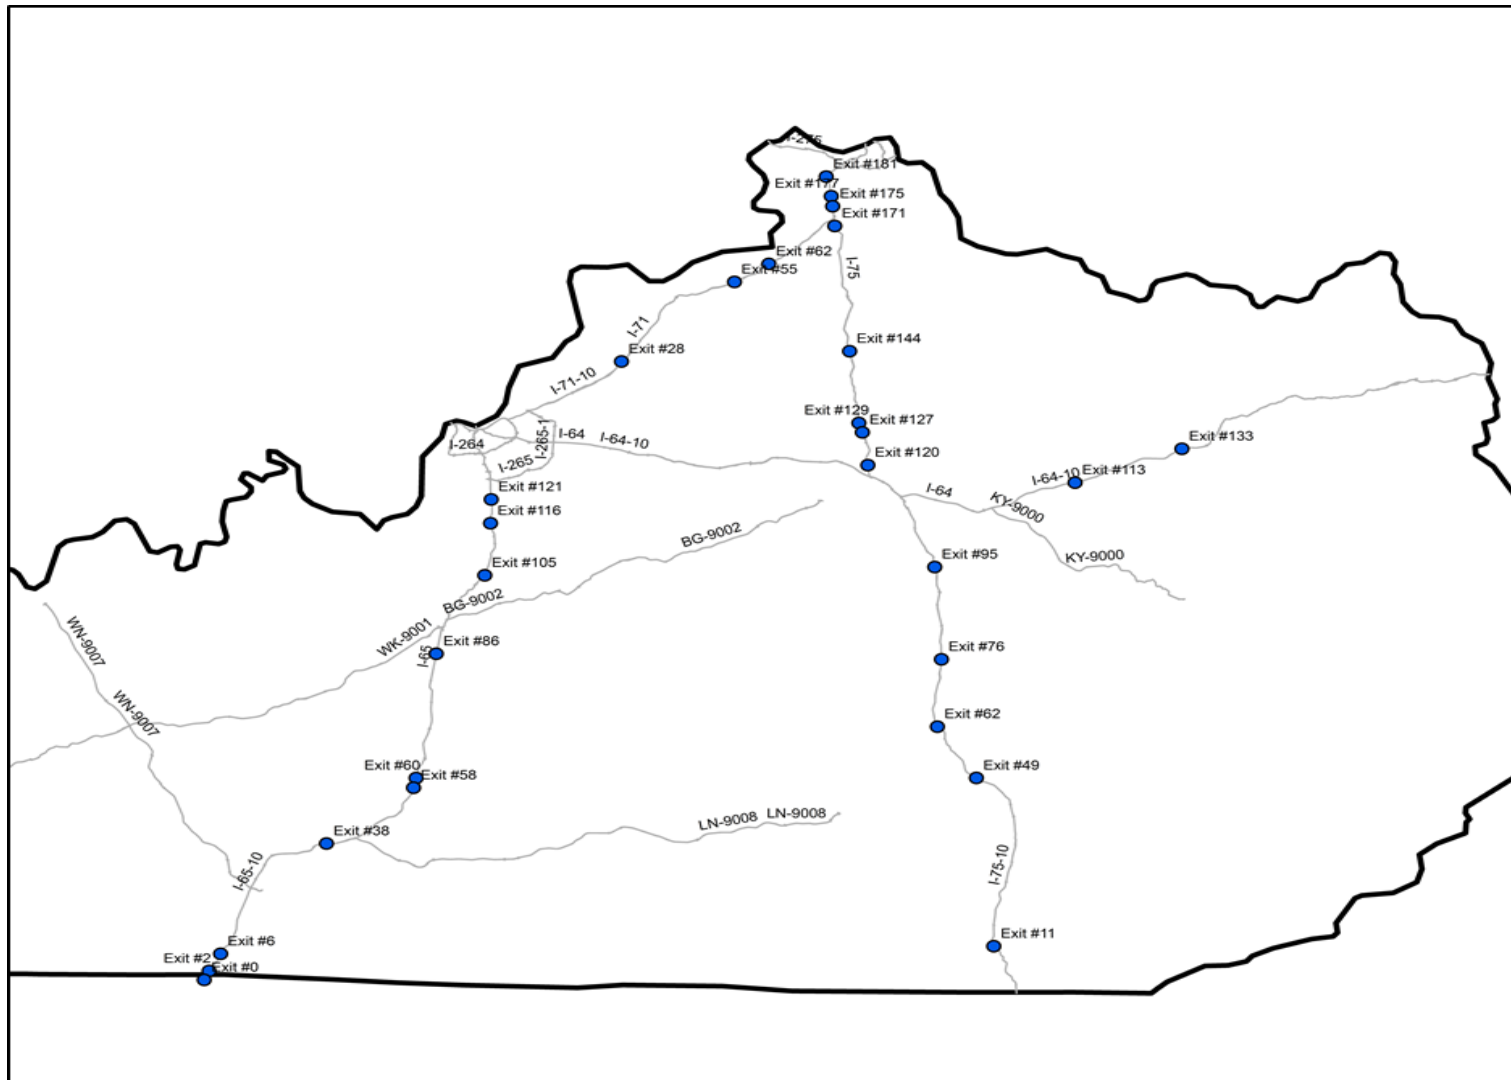 I-275
Exit #181
Exit #177
Exit #175
Exit #171
Exit #62
I-75
Exit #55
I-71
Exit #144
Exit #28
I-71-10
Exit #129
Exit #127
I-264
I-265-1
I-64
I-64-10
Exit #133
Exit #120
I-265
Exit #113
I-64-10
Exit #121
I-64
KY-9000
Exit #116
BG-9002
Exit #95
KY-9000
Exit #105
BG-9002
WN-9007
WK-9001
Exit #86
I-65
Exit #76
WN-9007
Exit #62
Exit #60
Exit #58
Exit #49
LN-9008
LN-9008
Exit #38
I-65-10
I-75-10
Exit #11
Exit #6
Exit #2
Exit #0